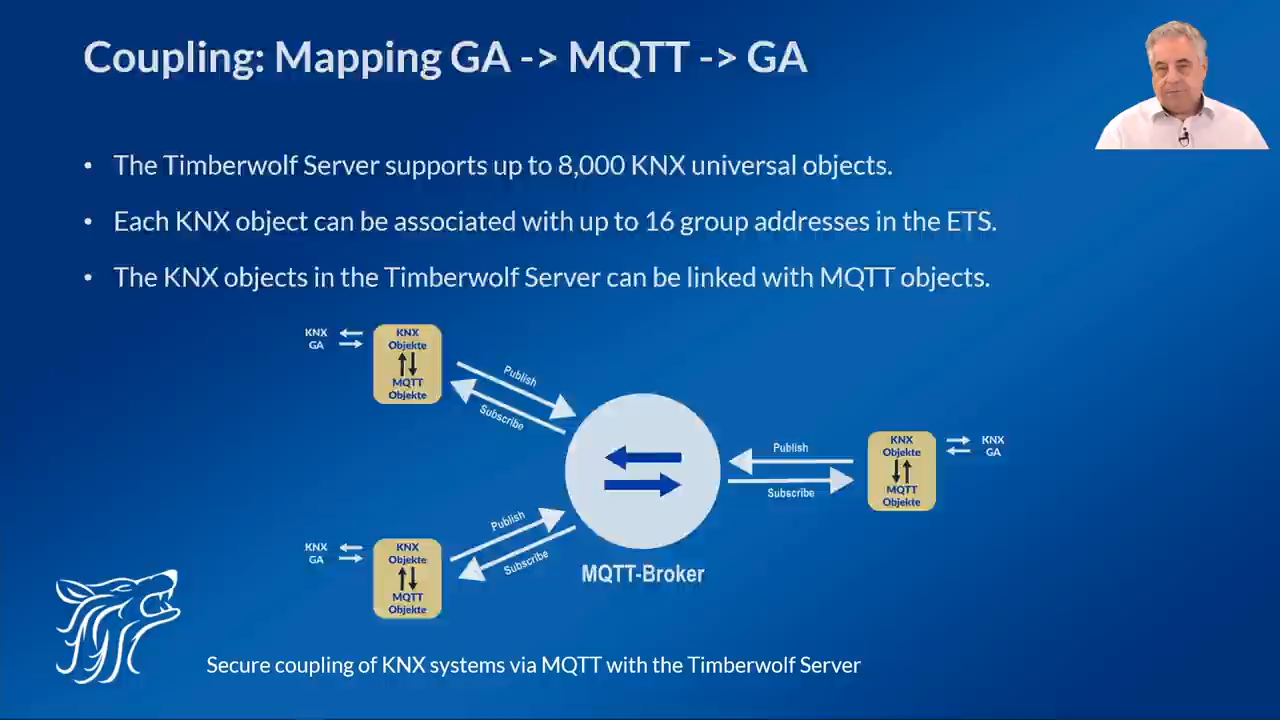 Coupling: Mapping GA -> MQTT -> GA
• The Timberwolf Server supports up to 8,000 KNX universal objects.
• Each KNX object can be associated with up to 16 group addresses in the ETS.
• The KNX objects in the Timberwolf Server can be linked with MQTT objects.
KNX
GA
KNX
Objekte
MQTT
Objekte
Publish
Subscribe
Publish
Subscribe
KNX
Objekte
MQTT
Objekte
KNX
GA
KNX
GA
KNX
Objekte
MQTT
Objekte
Publish
Subscribe
MQTT-Broker
Secure coupling of KNX systems via MQTT with the Timberwolf Server